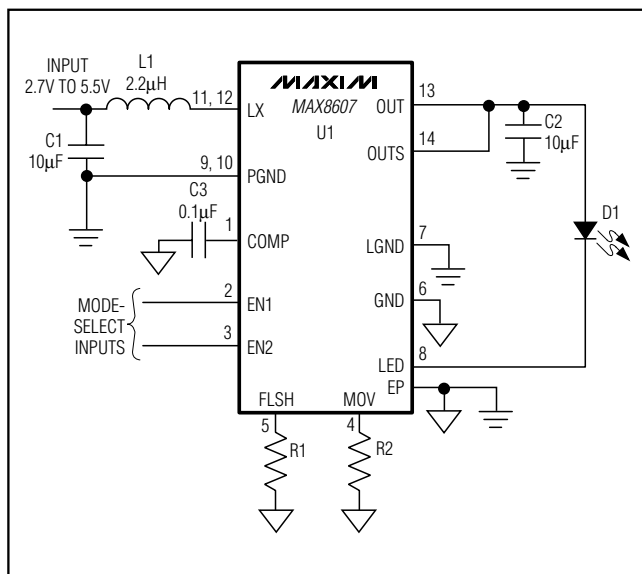 INPUT
2.7V TO 5.5V
L1
2.2μH
11, 12
LX
MAXIM
MAX8607
U1
OUT
13
OUTS
14
C1
10μF
C2
10μF
9, 10
PGND
C3
0.1μF
1
COMP
D1
LGND
7
GND
6
MODE-
SELECT
INPUTS
2
EN1
3
EN2
LED
8
EP
FLSH
MOV
5
4
R1
R2